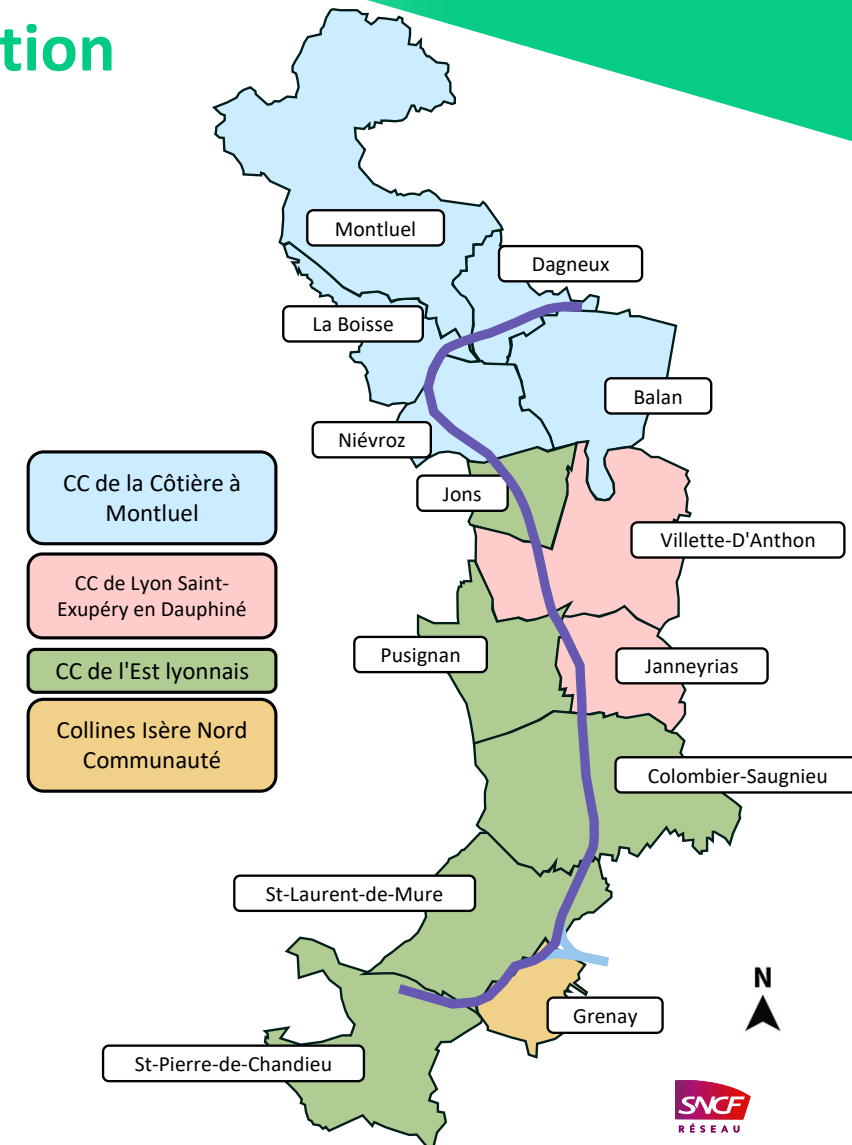 tion
Montluel
Dagneux
La Boisse
Balan
Niévroz
CC de la Côtière à
Montluel
Jons
Villette-D'Anthon
CC de Lyon Saint-
Exupéry en Dauphiné
Pusignan
Janneyrias
CC de l'Est lyonnais
Collines Isère Nord
Communauté
Colombier-Saugnieu
St-Laurent-de-Mure
N
Grenay
St-Pierre-de-Chandieu
SNCF
RÉSEAU